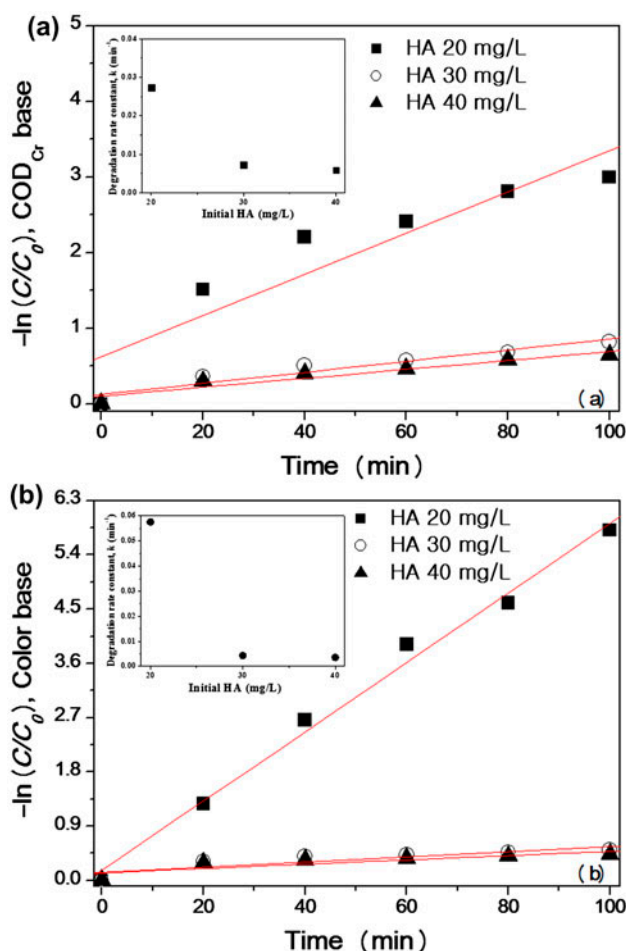 (a)
5
4
3
2
1
0
−ln (C/C0), COD Cr base
0.04
0.03
0.02
0.01
0.00
Degradation rate constant, k (min-1)
20
30
40
Initial HA (mg/L)
HA 20 mg/L
HA 30 mg/L
HA 40 mg/L
(a)
0
20
40
60
80
100
Time (min)
(b)
6.3
5.4
4.5
3.6
2.7
1.8
0.9
0.0
−ln (C/C0), Color base
0.06
0.05
0.04
0.03
0.02
0.01
0.00
Degradation rate constant, k (min-1)
20
30
40
Initial HA (mg/L)
HA 20 mg/L
HA 30 mg/L
HA 40 mg/L
(b)
0
20
40
60
80
100
Time (min)